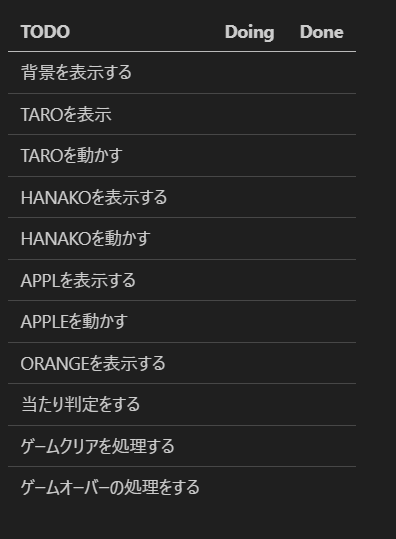 TODO Doing Done
背景を表示する
TAROを表示
TAROを動かす
HANAKOを表示する
HANAKOを動かす
APPLを表示する
APPLEを動かす
ORANGEを表示する
当たり判定をする
ゲームクリアを処理する
ゲームオーバーの処理をする